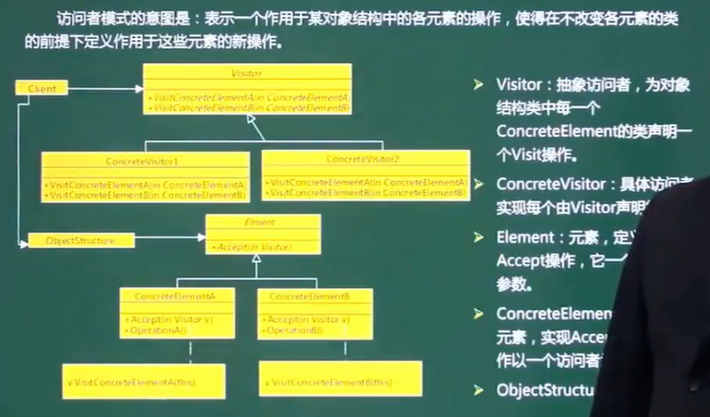 访问者模式的意图是：表示一个作用于某对象结构中的各元素的操作，使得在不改变各元素的类
的前提下定义作用于这些元素的新操作。
Client
Visitor
+VisitConcreteElementA(in ConcreteElementA)
+VisitConcreteElementB(in ConcreteElementB)
ConcreteVisitor1
+VisitConcreteElementA(in ConcreteElementA)
+VisitConcreteElementB(in ConcreteElementB)
ConcreteVisitor2
+VisitConcreteElementA(in ConcreteElementA)
+VisitConcreteElementB(in ConcreteElementB)
ObjectStructure
Elment
+Accept(in Visitor)
ConcreteElementA
+Accept(in Visitor v)
+OperationA()
ConcreteElementB
+Accept(in Visitor v)
+OperationB()
v VisitConcreteElementA(this)
v VisitConcreteElementB(this)
➢ Visitor：抽象访问者，为对象
结构类中每一个
ConcreteElement的类声明一
个Visit操作。
➢ ConcreteVisitor：具体访问者
实现每个由Visitor声明
➢ Element：元素，定义
Accept操作，它一个
参数。
➢ ConcreteElemen
元素，实现Accep
作以一个访问者
➢ ObjectStructu